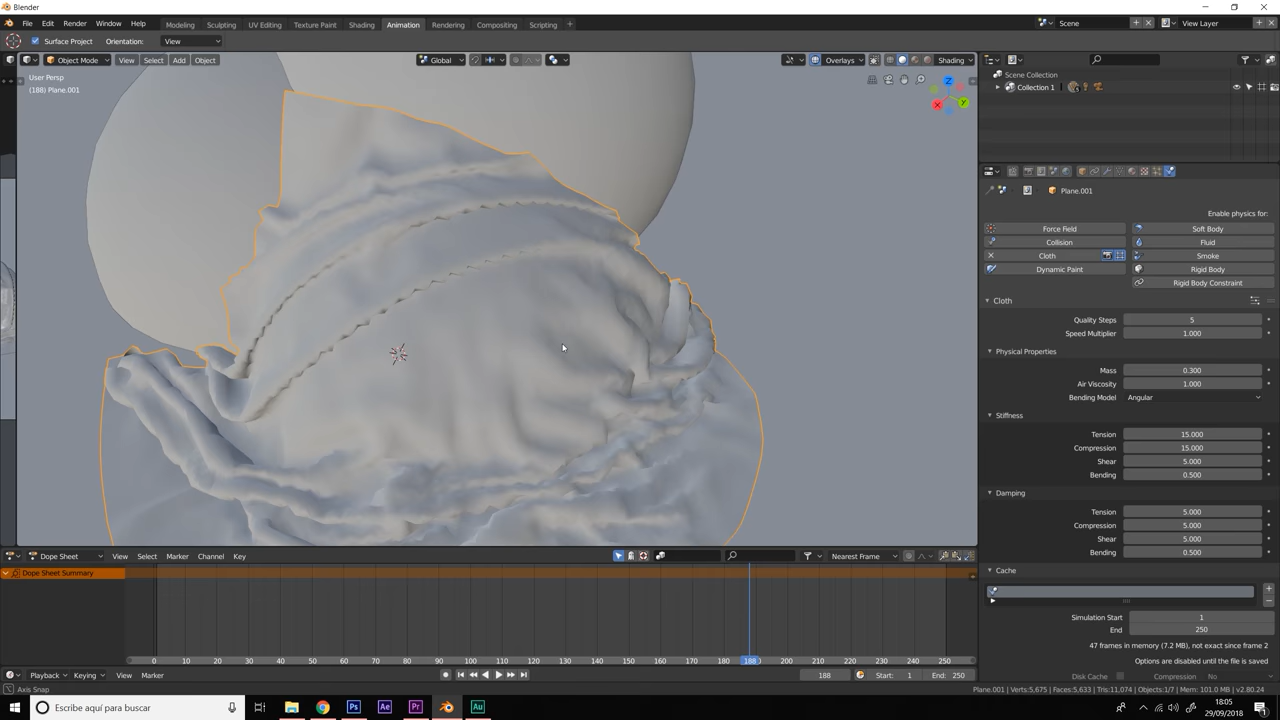 Blender
File Edit Render Window Help Modeling Sculpting UV Editing Texture Paint Shading Animation Rendering Compositing Scripting + Scene View Layer
Surface Project Orientation: View
Object Mode View Select Add Object Global Overlays Shading
User Persp
(188) Plane.001
Z
X
Y
Scene Collection
Collection 1
Plane.001
Enable physics for:
Force Field Soft Body
Collision Fluid
Cloth Smoke
Dynamic Paint Rigid Body
Rigid Body Constraint
Cloth
Quality Steps 5
Speed Multiplier 1.000
Physical Properties
Mass 0.300
Air Viscosity 1.000
Bending Model Angular
Stiffness
Tension 15.000
Compression 15.000
Shear 5.000
Bending 0.500
Damping
Tension 5.000
Compression 5.000
Shear 5.000
Bending 0.500
Cache
Simulation Start 1
End 250
47 frames in memory (7.2 MB), not exact since frame 2
Options are disabled until the file is saved
Disk Cache Compression No
Dope Sheet View Select Marker Channel Key Nearest Frame
Dope Sheet Summary
0 10 20 30 40 50 60 70 80 90 100 110 120 130 140 150 160 170 180 188 200 210 220 230 240 250
Playback Keying View Marker 188 Start: 1 End: 250
Axis Snap
Plane.001 | Verts:5,675 | Faces:5,633 | Tris:11,074 | Objects:1/7 | Mem: 101.0 MB | v2.80.24
Escribe aquí para buscar
Ps Ae Pr Au
18:05
29/09/2018